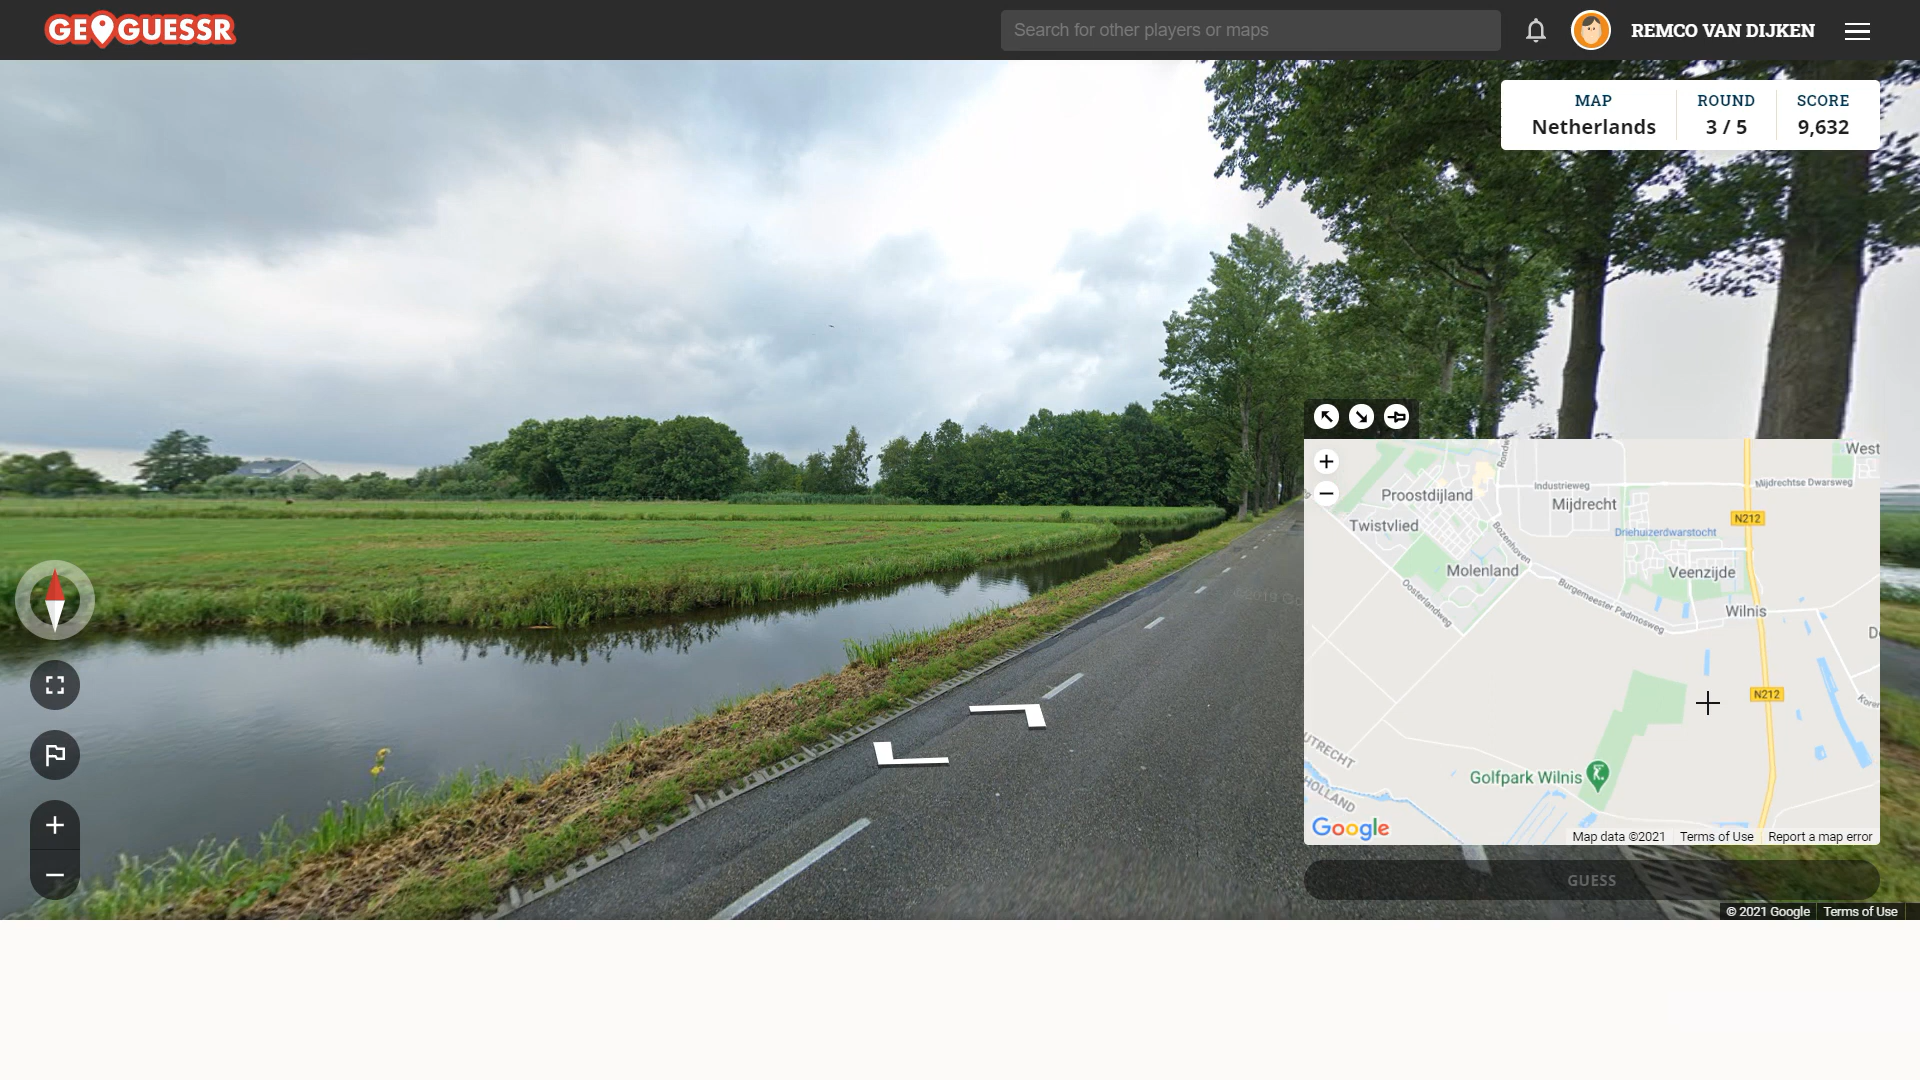 GEOGUESSR
Search for other players or maps
REMCO VAN DIJKEN
MAP
Netherlands
ROUND
3 / 5
SCORE
9,632
West
Proostdijland
Industrieweg
Mijdrechtse Dwarsweg
Mijdrecht
Twistvlied
N212
Bozenhoven
Driehuizerdwarstocht
Molenland
Veenzijde
Oosterlandweg
Burgemeester Padmosweg
Wilnis
N212
UTRECHT
HOLLAND
Golfpark Wilnis
Google
Map data ©2021
Terms of Use
Report a map error
GUESS
© 2021 Google
Terms of Use